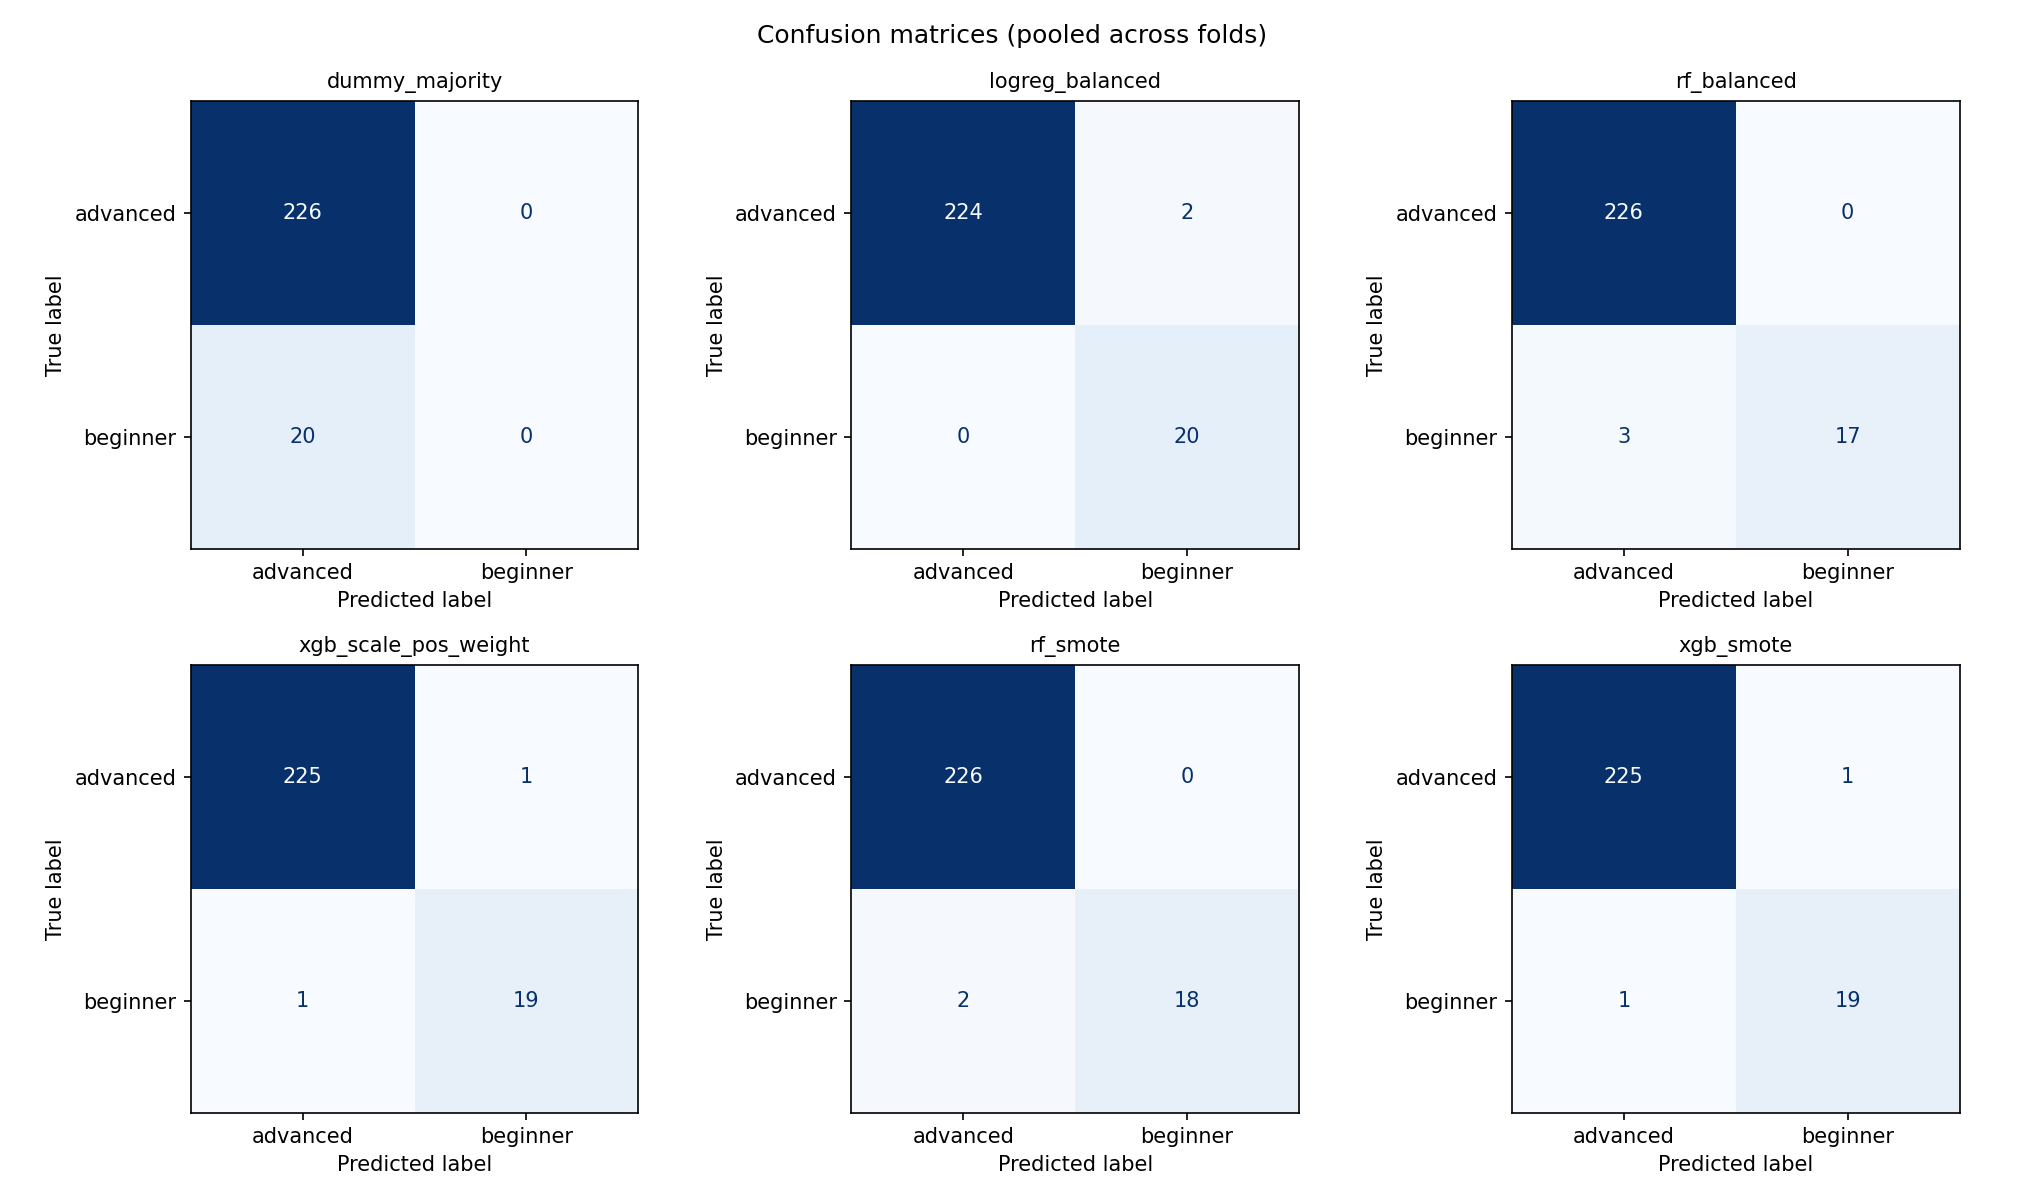 Confusion matrices (pooled across folds)
dummy_majority
True label
advanced
226
0
beginner
20
0
advanced
beginner
Predicted label
logreg_balanced
True label
advanced
224
2
beginner
0
20
advanced
beginner
Predicted label
rf_balanced
True label
advanced
226
0
beginner
3
17
advanced
beginner
Predicted label
xgb_scale_pos_weight
True label
advanced
225
1
beginner
1
19
advanced
beginner
Predicted label
rf_smote
True label
advanced
226
0
beginner
2
18
advanced
beginner
Predicted label
xgb_smote
True label
advanced
225
1
beginner
1
19
advanced
beginner
Predicted label